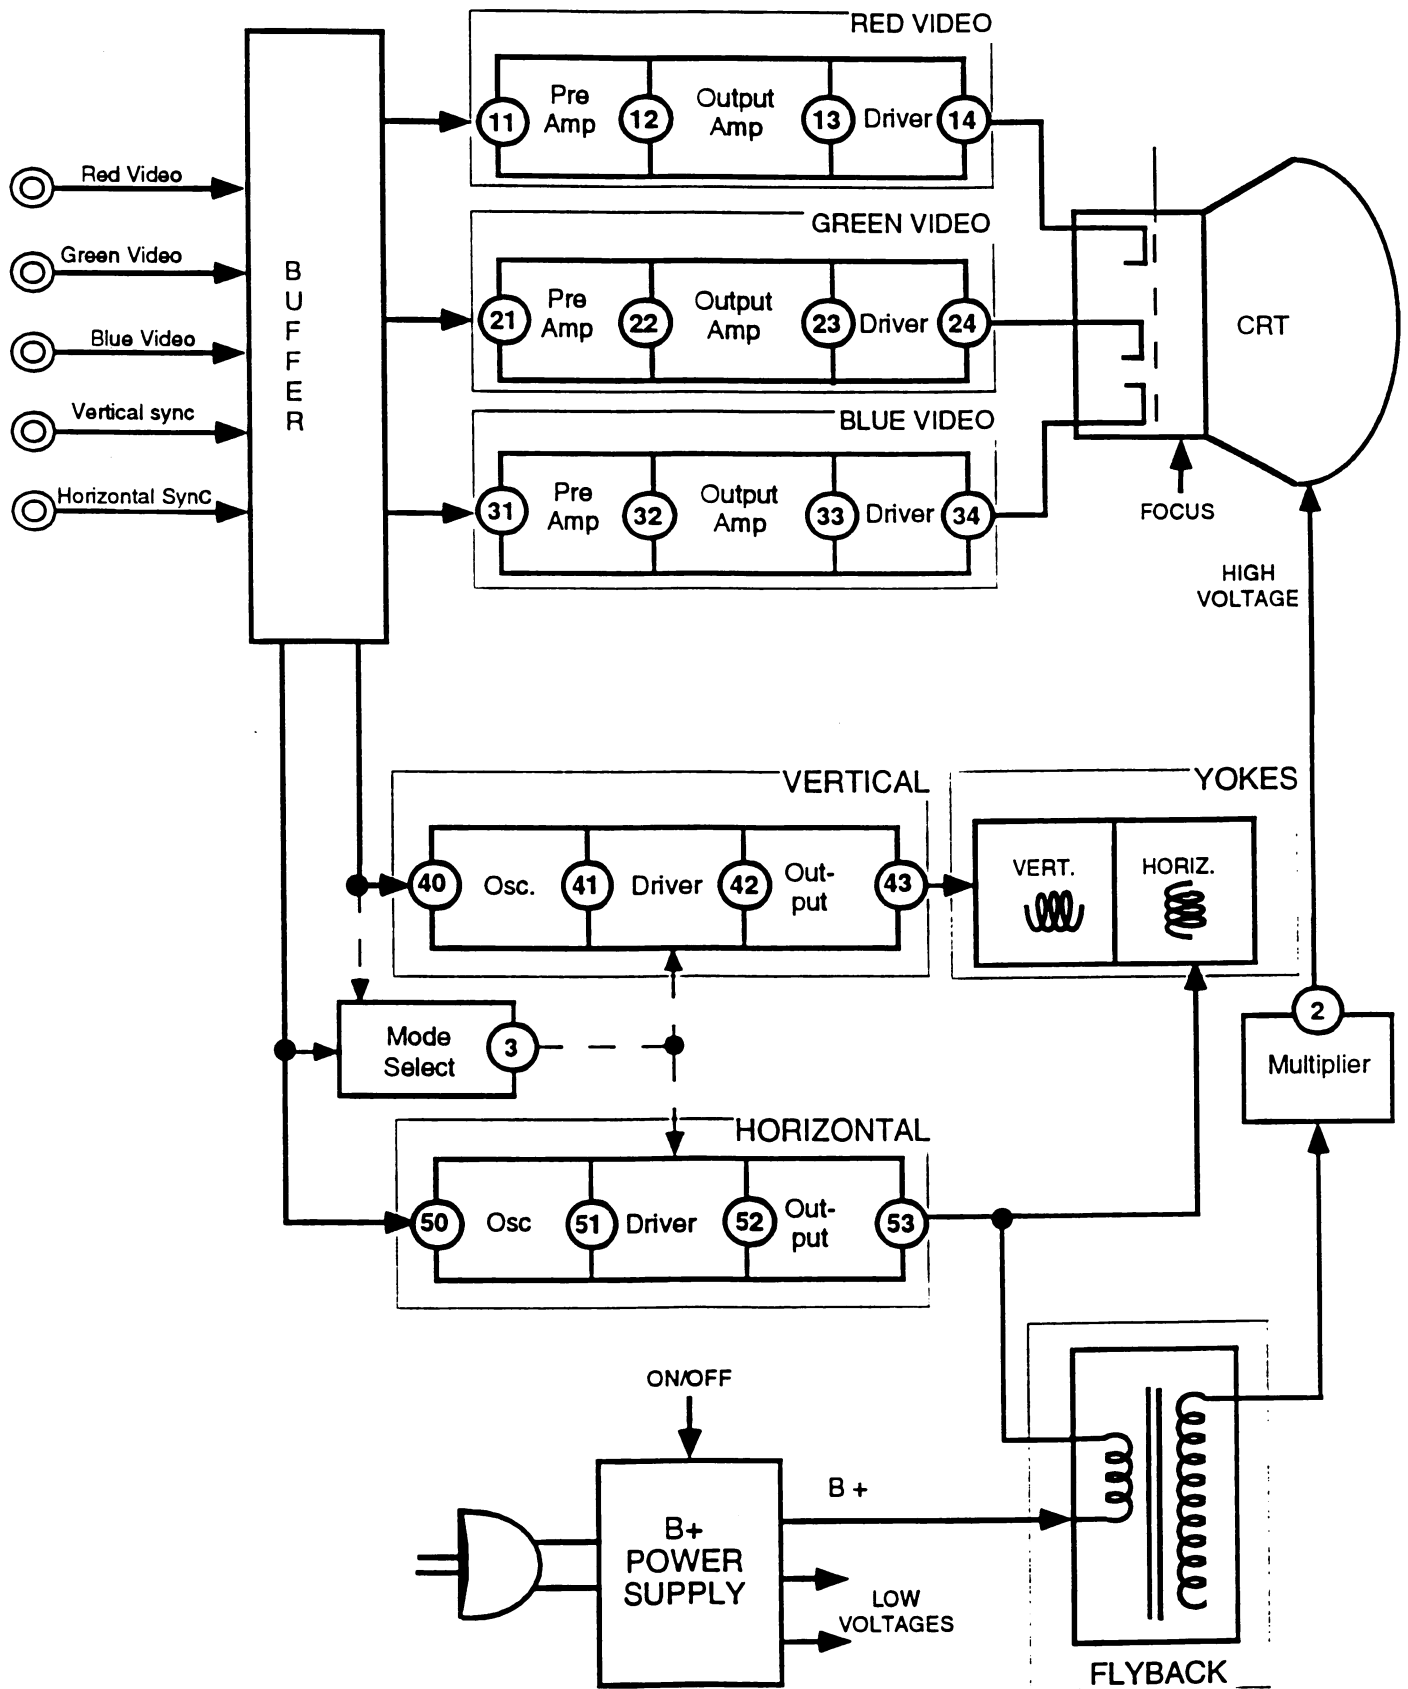 RED VIDEO
11 Pre Amp 12 Output Amp 13 Driver 14
Red Video
Green Video
Blue Video
Vertical sync
Horizontal SynC
BUFFER
GREEN VIDEO
21 Pre Amp 22 Output Amp 23 Driver 24
BLUE VIDEO
31 Pre Amp 32 Output Amp 33 Driver 34
CRT
FOCUS
HIGH
VOLTAGE
VERTICAL
40 Osc. 41 Driver 42 Out-
put 43
YOKES
VERT.
HORIZ.
Mode
Select
3
2
Multiplier
HORIZONTAL
50 Osc 51 Driver 52 Out-
put 53
ON/OFF
B+
POWER
SUPPLY
B +
LOW
VOLTAGES
FLYBACK